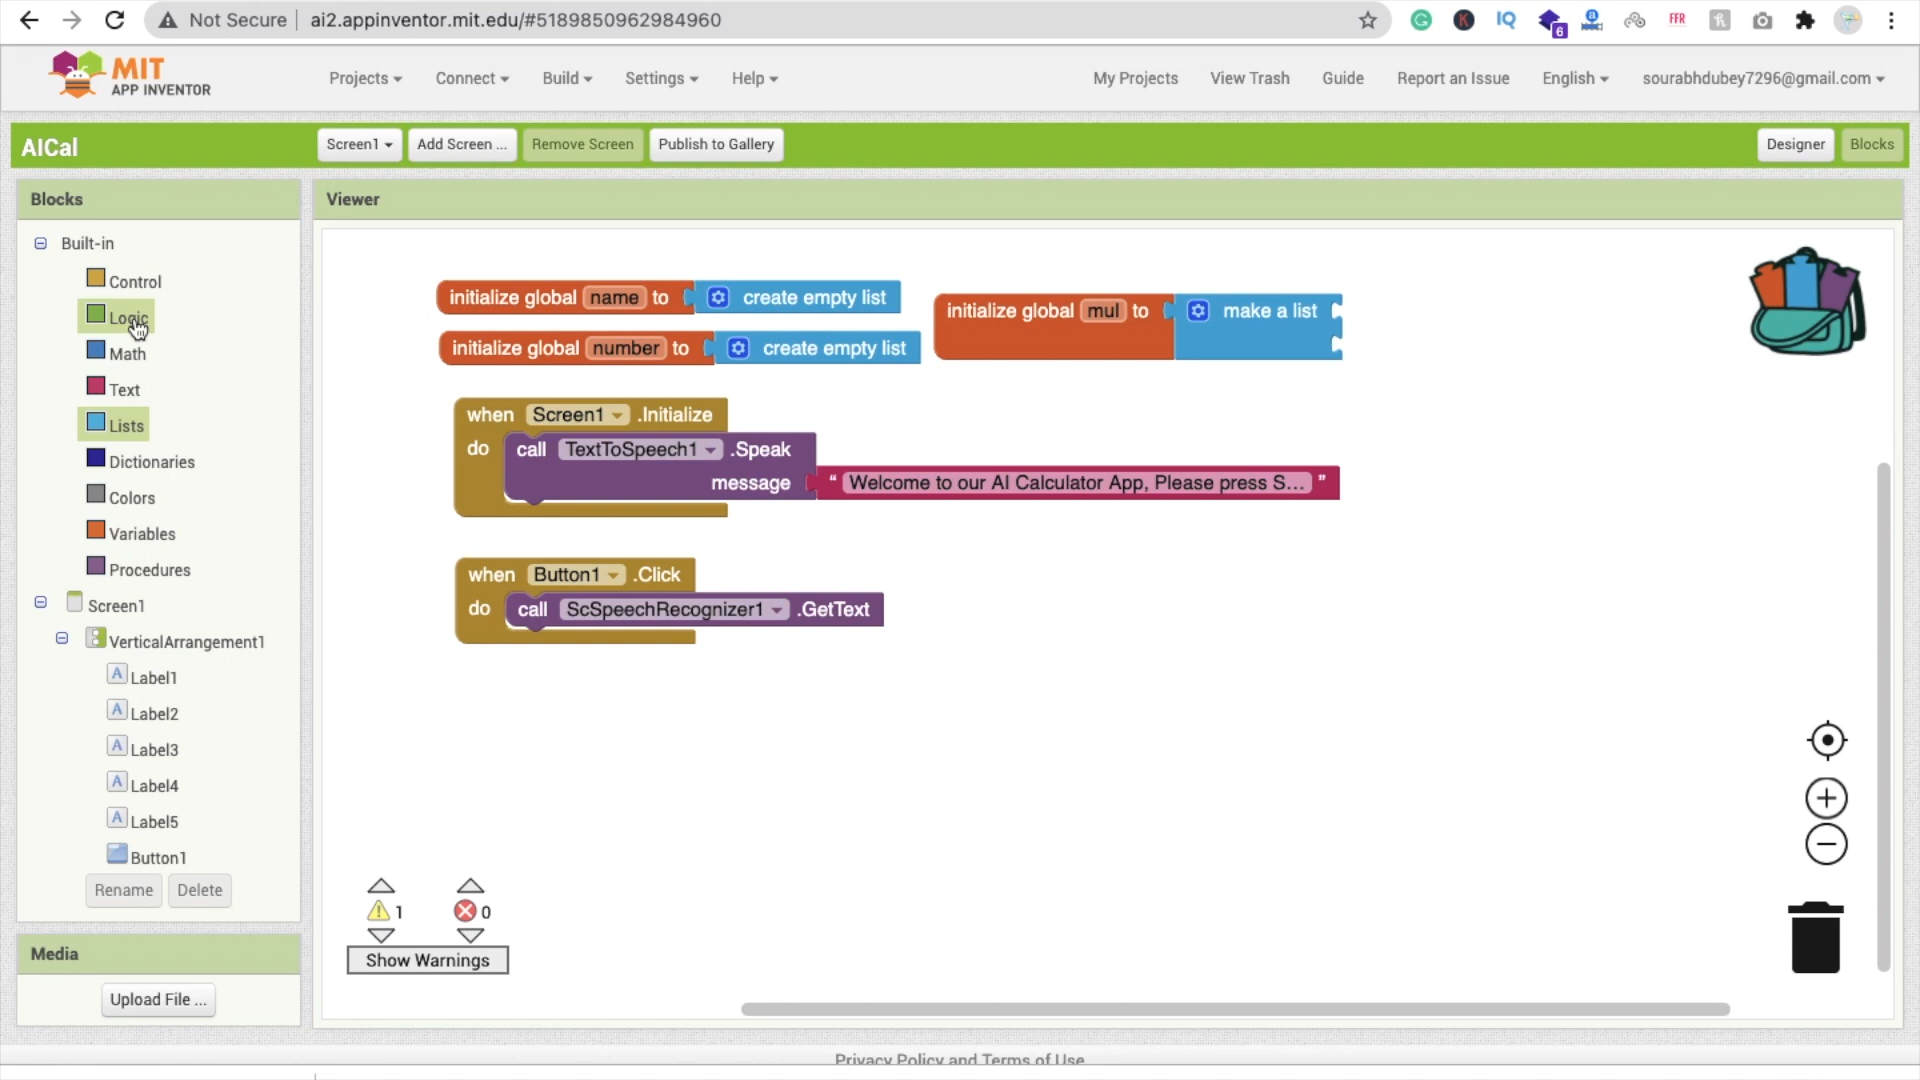 Not Secure
ai2.appinventor.mit.edu/#5189850962984960
IQ
6
a
FFR
MIT
APP INVENTOR
Projects
Connect
Build
Settings
Help
My Projects
View Trash
Guide
Report an Issue
English
sourabhdubey7296@gmail.com
AICal
Screen1
Add Screen ...
Remove Screen
Publish to Gallery
Designer
Blocks
Blocks
Built-in
Control
Logic
Math
Text
Lists
Dictionaries
Colors
Variables
Procedures
Screen1
VerticalArrangement1
A Label1
A Label2
A Label3
A Label4
A Label5
Button1
Rename
Delete
Media
Upload File ...
Viewer
initialize global name to create empty list
initialize global mul to make a list
initialize global number to create empty list
when Screen1 .Initialize
do call TextToSpeech1 .Speak
message “ Welcome to our AI Calculator App, Please press S... ”
when Button1 .Click
do call ScSpeechRecognizer1 .GetText
1
0
Show Warnings
Privacy Policy and Terms of Use